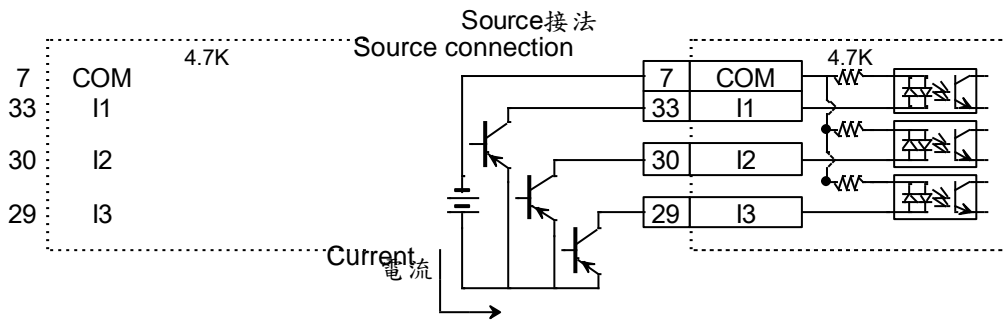 Source接法
Source connection
4.7K
7 COM
33 I1
30 I2
29 I3
4.7K
7 COM
33 I1
30 I2
29 I3
Current
電流